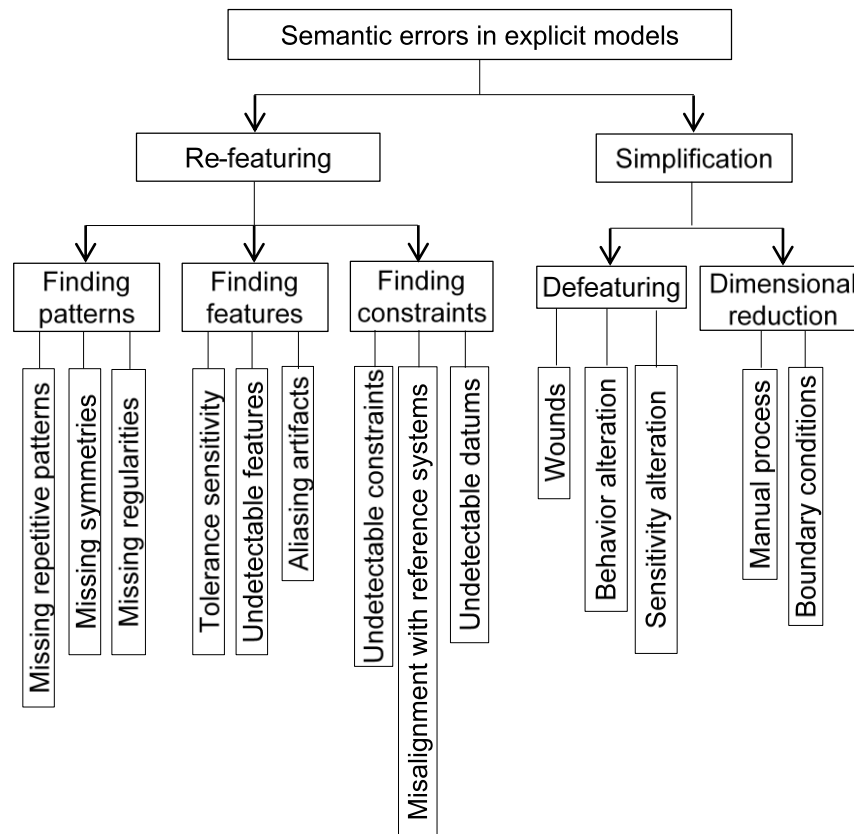 Semantic errors in explicit models
Re-featuring
Simplification
Finding
patterns
Finding
features
Finding
constraints
Defeaturing
Dimensional
reduction
Missing repetitive patterns
Missing symmetries
Missing regularities
Tolerance sensitivity
Undetectable features
Aliasing artifacts
Undetectable constraints
Misalignment with reference systems
Undetectable datums
Wounds
Behavior alteration
Sensitivity alteration
Manual process
Boundary conditions